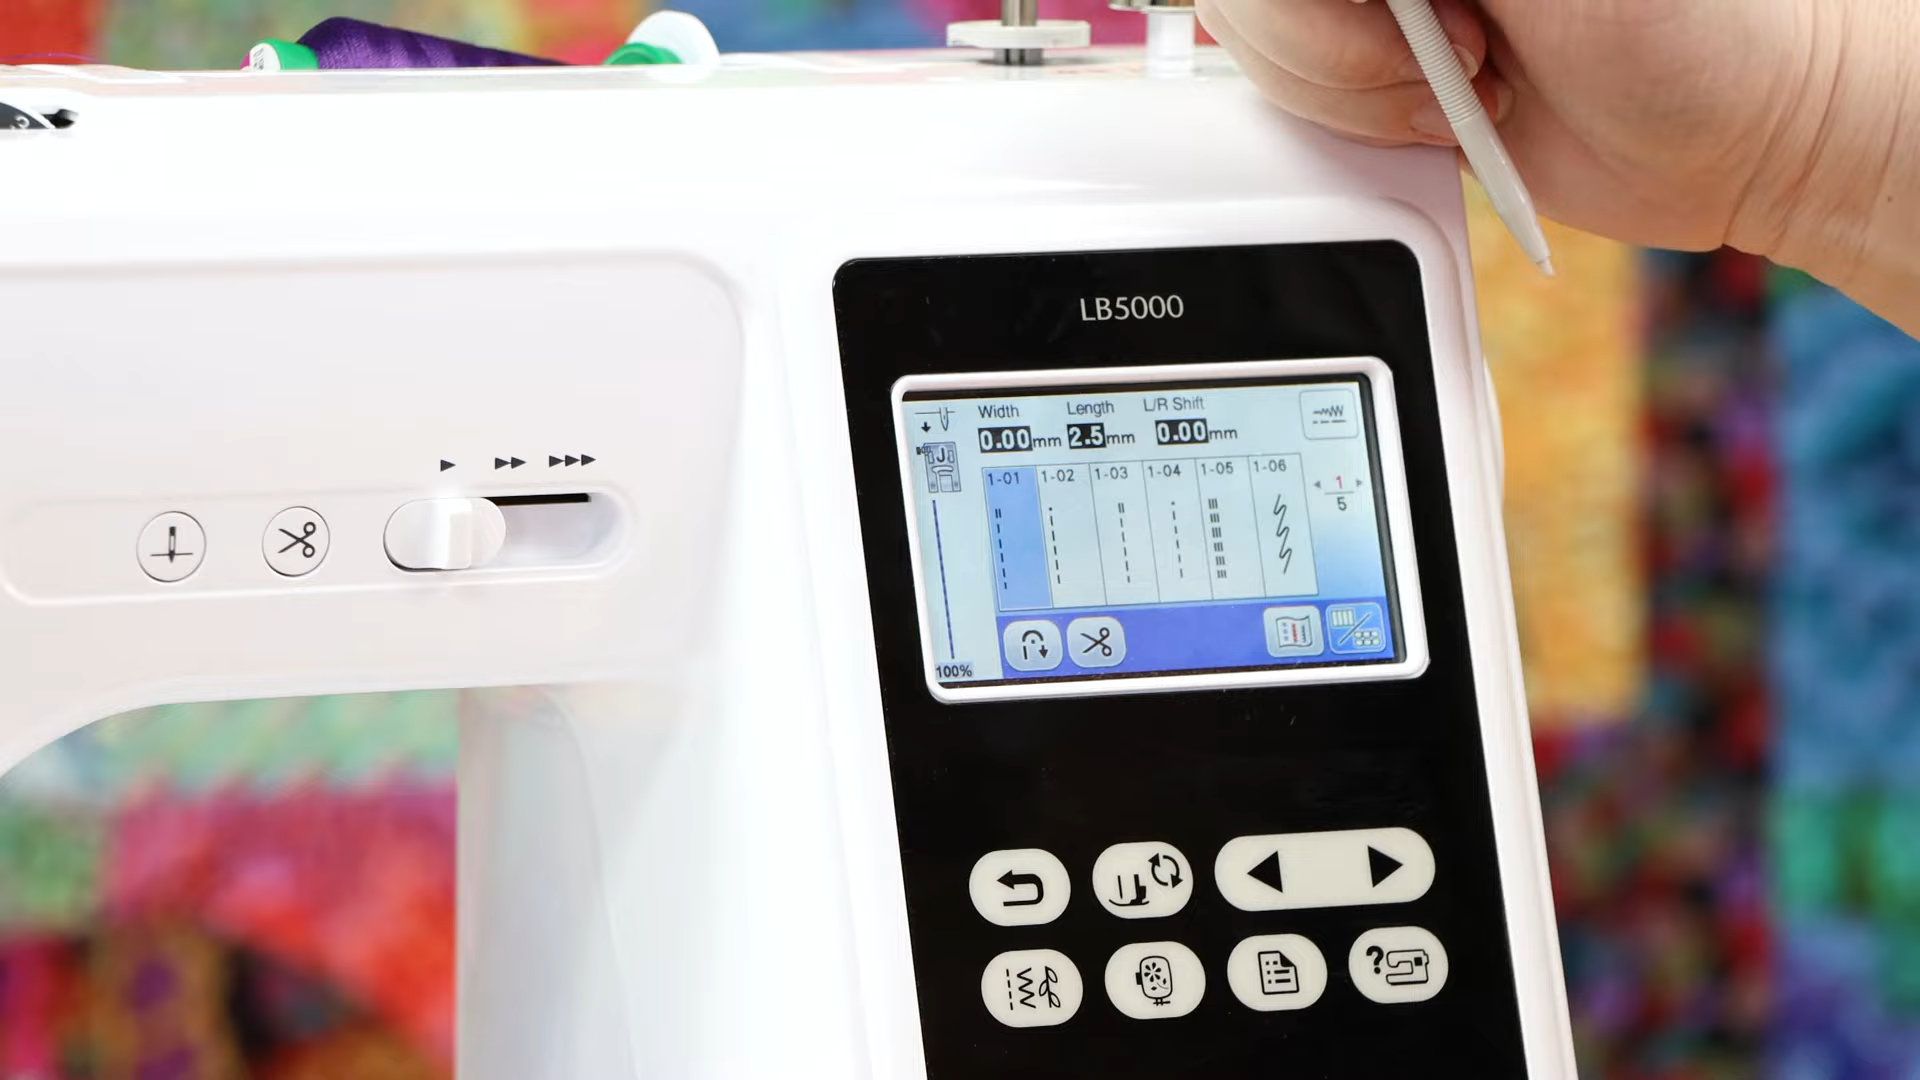 LB5000
Width Length L/R Shift
0.00mm 2.5mm 0.00mm
J
1-01 1-02 1-03 1-04 1-05 1-06
1
5
100%
?